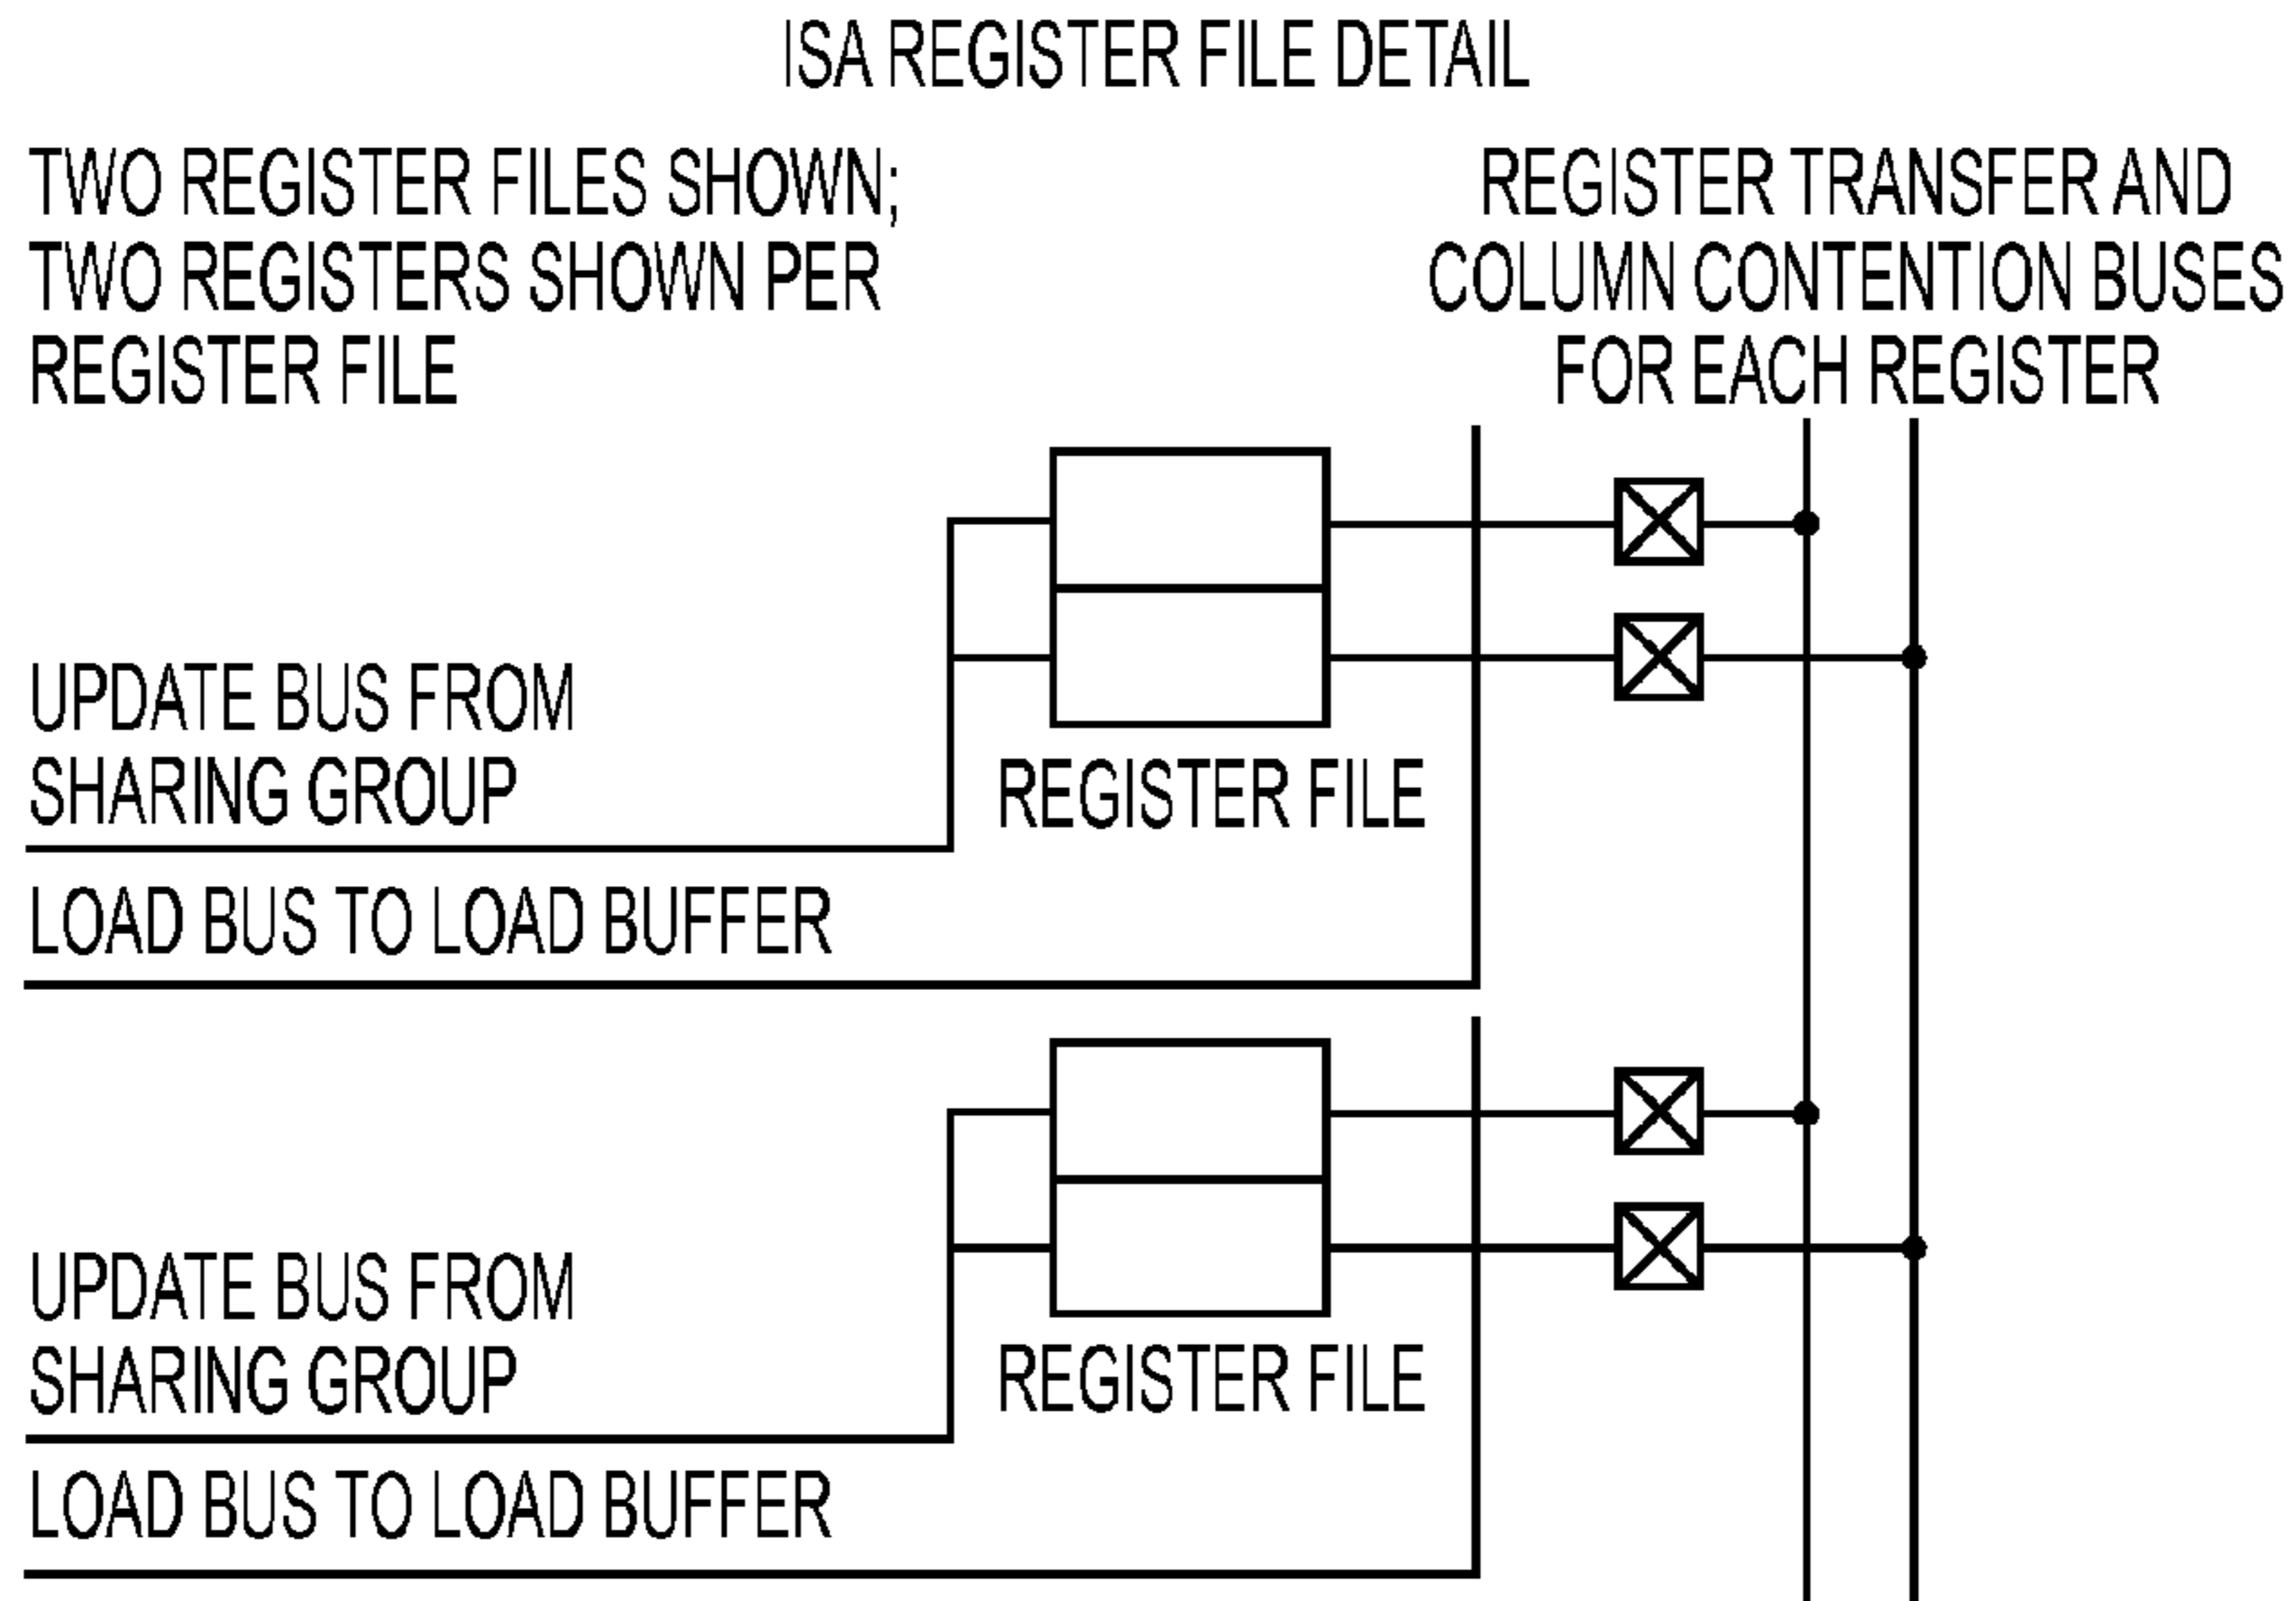 ISA REGISTER FILE DETAIL
TWO REGISTER FILES SHOWN;
TWO REGISTERS SHOWN PER
REGISTER FILE
REGISTER TRANSFER AND
COLUMN CONTENTION BUSES
FOR EACH REGISTER
UPDATE BUS FROM
SHARING GROUP
REGISTER FILE
LOAD BUS TO LOAD BUFFER
UPDATE BUS FROM
SHARING GROUP
REGISTER FILE
LOAD BUS TO LOAD BUFFER